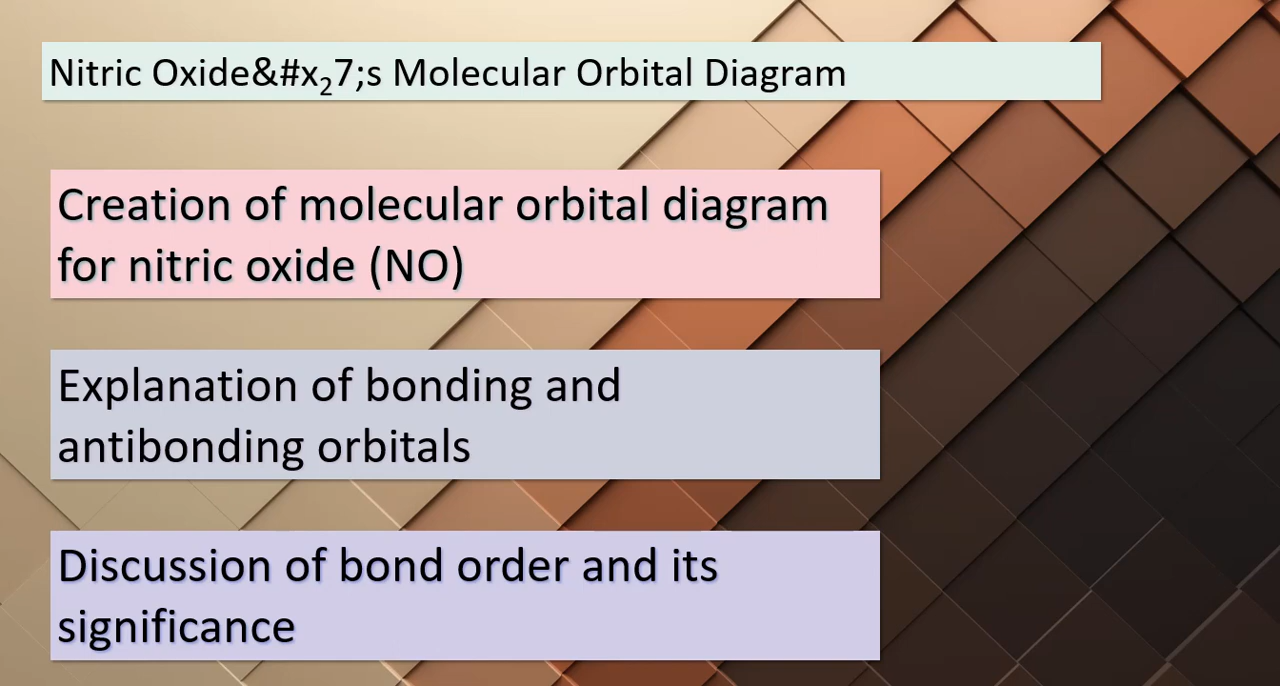 Nitric Oxide&#x₂7;s Molecular Orbital Diagram
Creation of molecular orbital diagram
for nitric oxide (NO)
Explanation of bonding and
antibonding orbitals
Discussion of bond order and its
significance